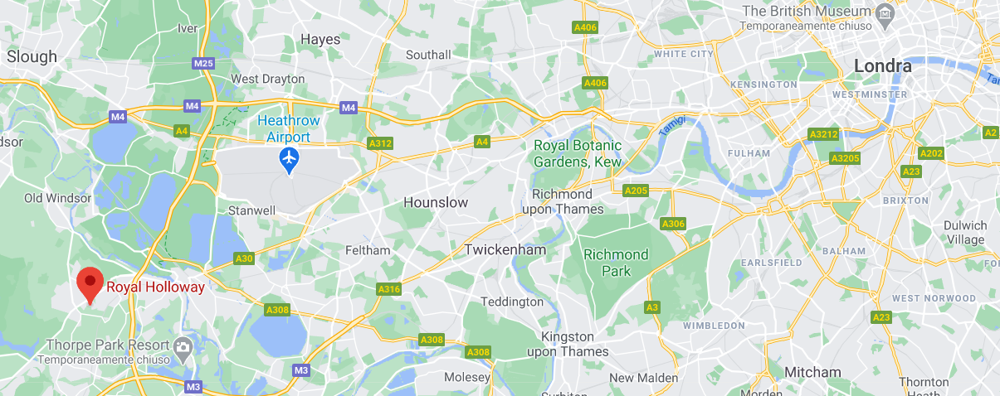 The British Museum
Temporaneamente chiuso
Iver
A406
Hayes
Slough
Southall
WHITE CITY
M25
Londra
West Drayton
A406
KENSINGTON
WESTMINSTER
M4
M4
M4
Heathrow
Airport
Tamigi
A4
A3212
A2
A312
A4
Royal Botanic
Gardens, Kew
FULHAM
A3205
A202
A23
Old Windsor
Hounslow
Richmond
upon Thames
A205
BRIXTON
Stanwell
A306
Dulwich
Village
Feltham
Twickenham
A30
Richmond
Park
BALHAM
EARLSFIELD
Royal Holloway
A316
Teddington
WEST NORWOOD
A308
A3
A23
WIMBLEDON
Thorpe Park Resort
Temporaneamente chiuso
A308
A308
Kingston
upon Thames
M3
Molesey
New Malden
Mitcham
M3
Thornton